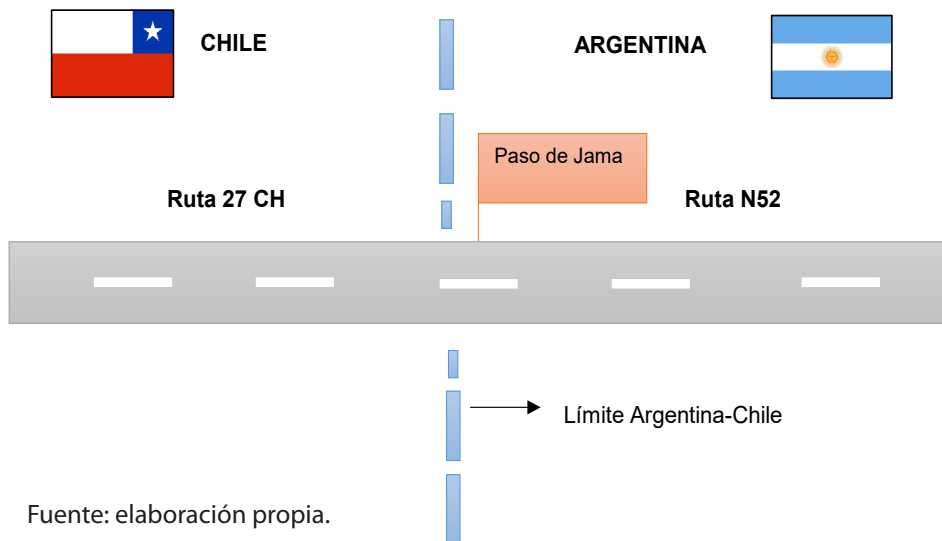 CHILE
ARGENTINA
Paso de Jama
Ruta 27 CH
Ruta N52
Límite Argentina-Chile
Fuente: elaboración propia.